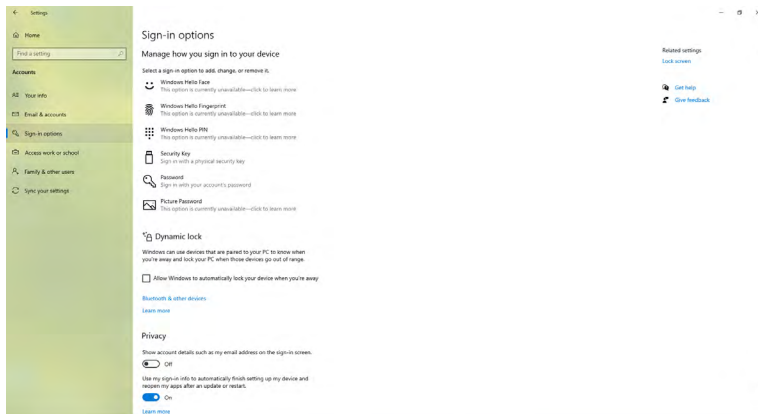 Settings
Home
Find a setting
Accounts
Your info
Email & accounts
Sign-in options
Access work or school
Family & other users
Sync your settings
Sign-in options
Manage how you sign in to your device
Select a sign-in option to add, change, or remove it.
Windows Hello Face
This option is currently unavailable—click to learn more
Windows Hello Fingerprint
This option is currently unavailable—click to learn more
Windows Hello PIN
This option is currently unavailable—click to learn more
Security Key
Sign in with a physical security key
Password
Sign in with your account's password
Picture Password
This option is currently unavailable—click to learn more
Dynamic lock
Windows can use devices that are paired to your PC to know when
you're away and lock your PC when those devices go out of range.
Allow Windows to automatically lock your device when you're away
Bluetooth & other devices
Learn more
Privacy
Show account details such as my email address on the sign-in screen.
Off
Use my sign-in info to automatically finish setting up my device and
reopen my apps after an update or restart.
On
Learn more
Related settings
Lock screen
Get help
Give feedback